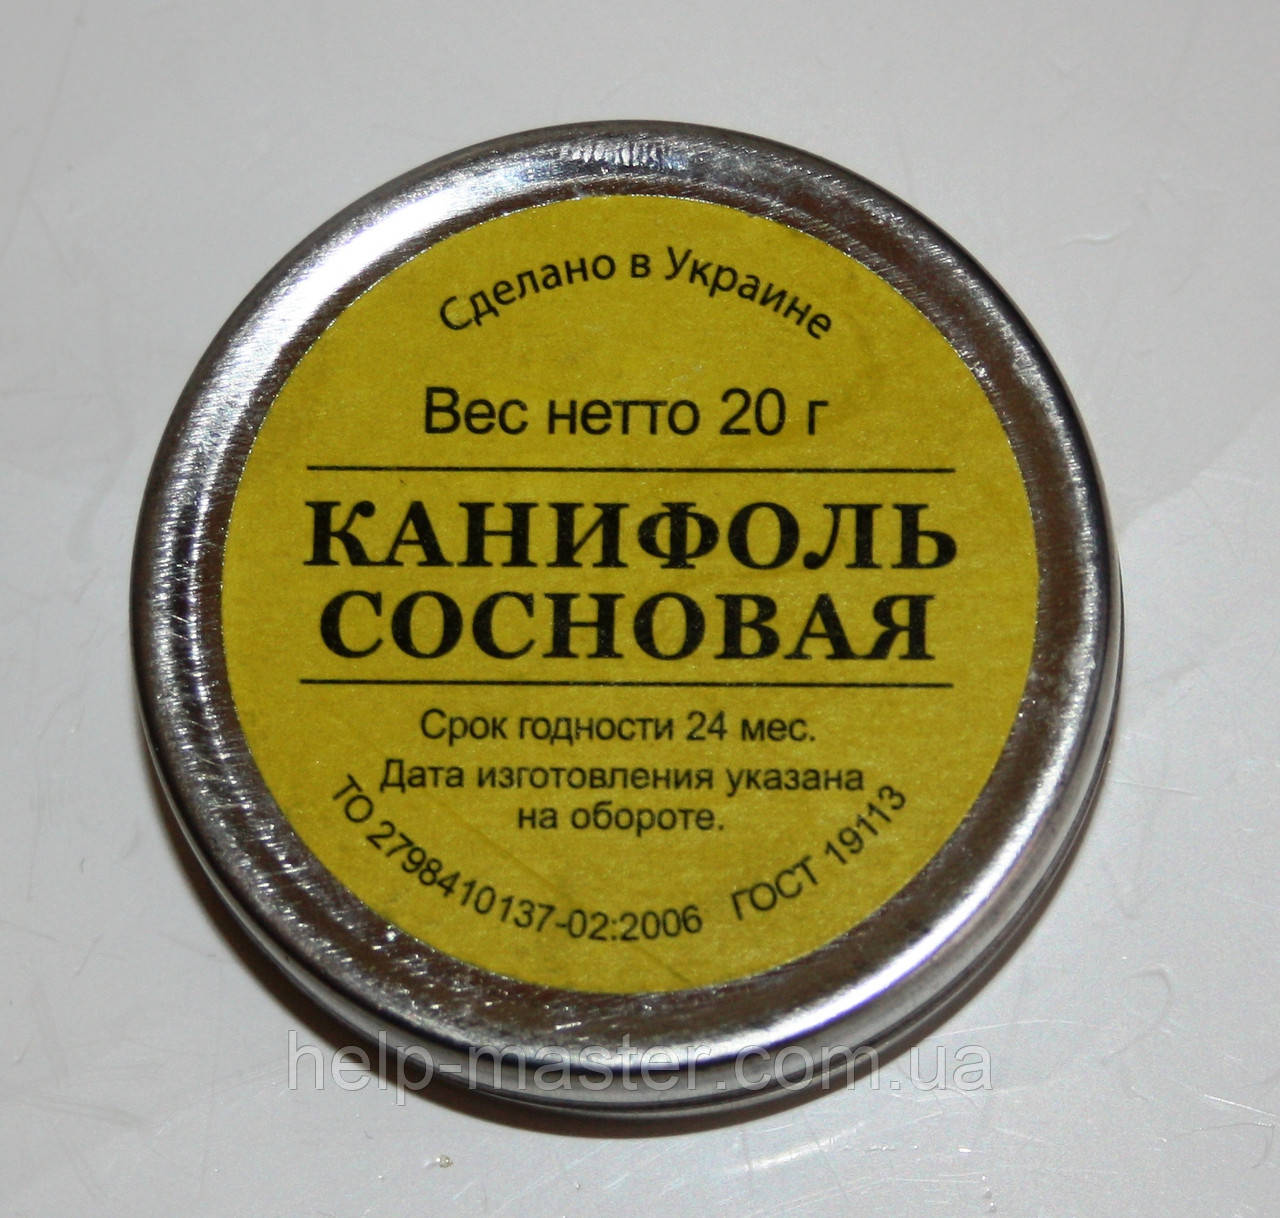 Сделано в Украине
Вес нетто 20 г
КАНИФОЛЬ
СОСНОВАЯ
Срок годности 24 мес.
Дата изготовления указана
на обороте.
ТО 2798410137-02:2006 ГОСТ 19113
help-master.com.ua